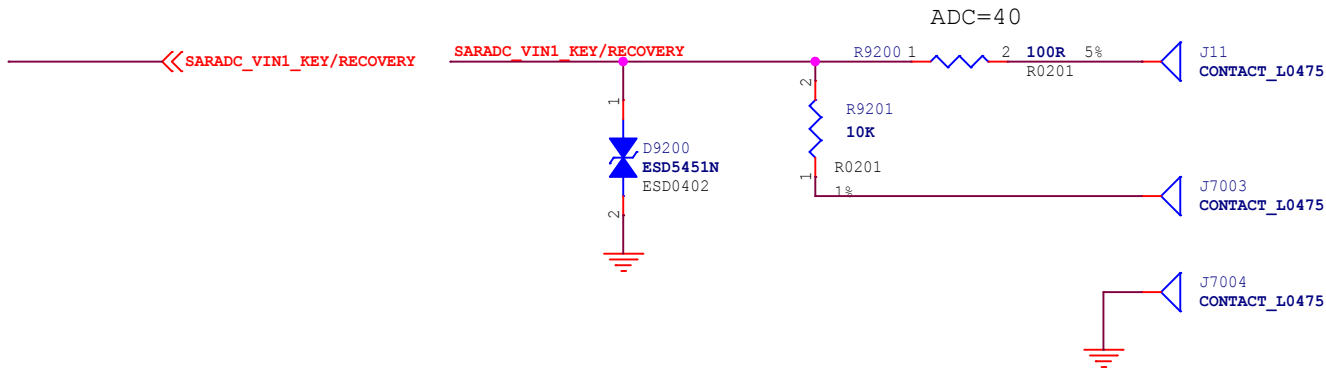 ADC=40
SARADC_VIN1_KEY/RECOVERY
SARADC_VIN1_KEY/RECOVERY
R9200 1 2 100R 5%
R0201
J11
CONTACT_L0475
1
D9200
ESD5451N
ESD0402
2
2
R9201
10K
R0201
1
1%
J7003
CONTACT_L0475
J7004
CONTACT_L0475